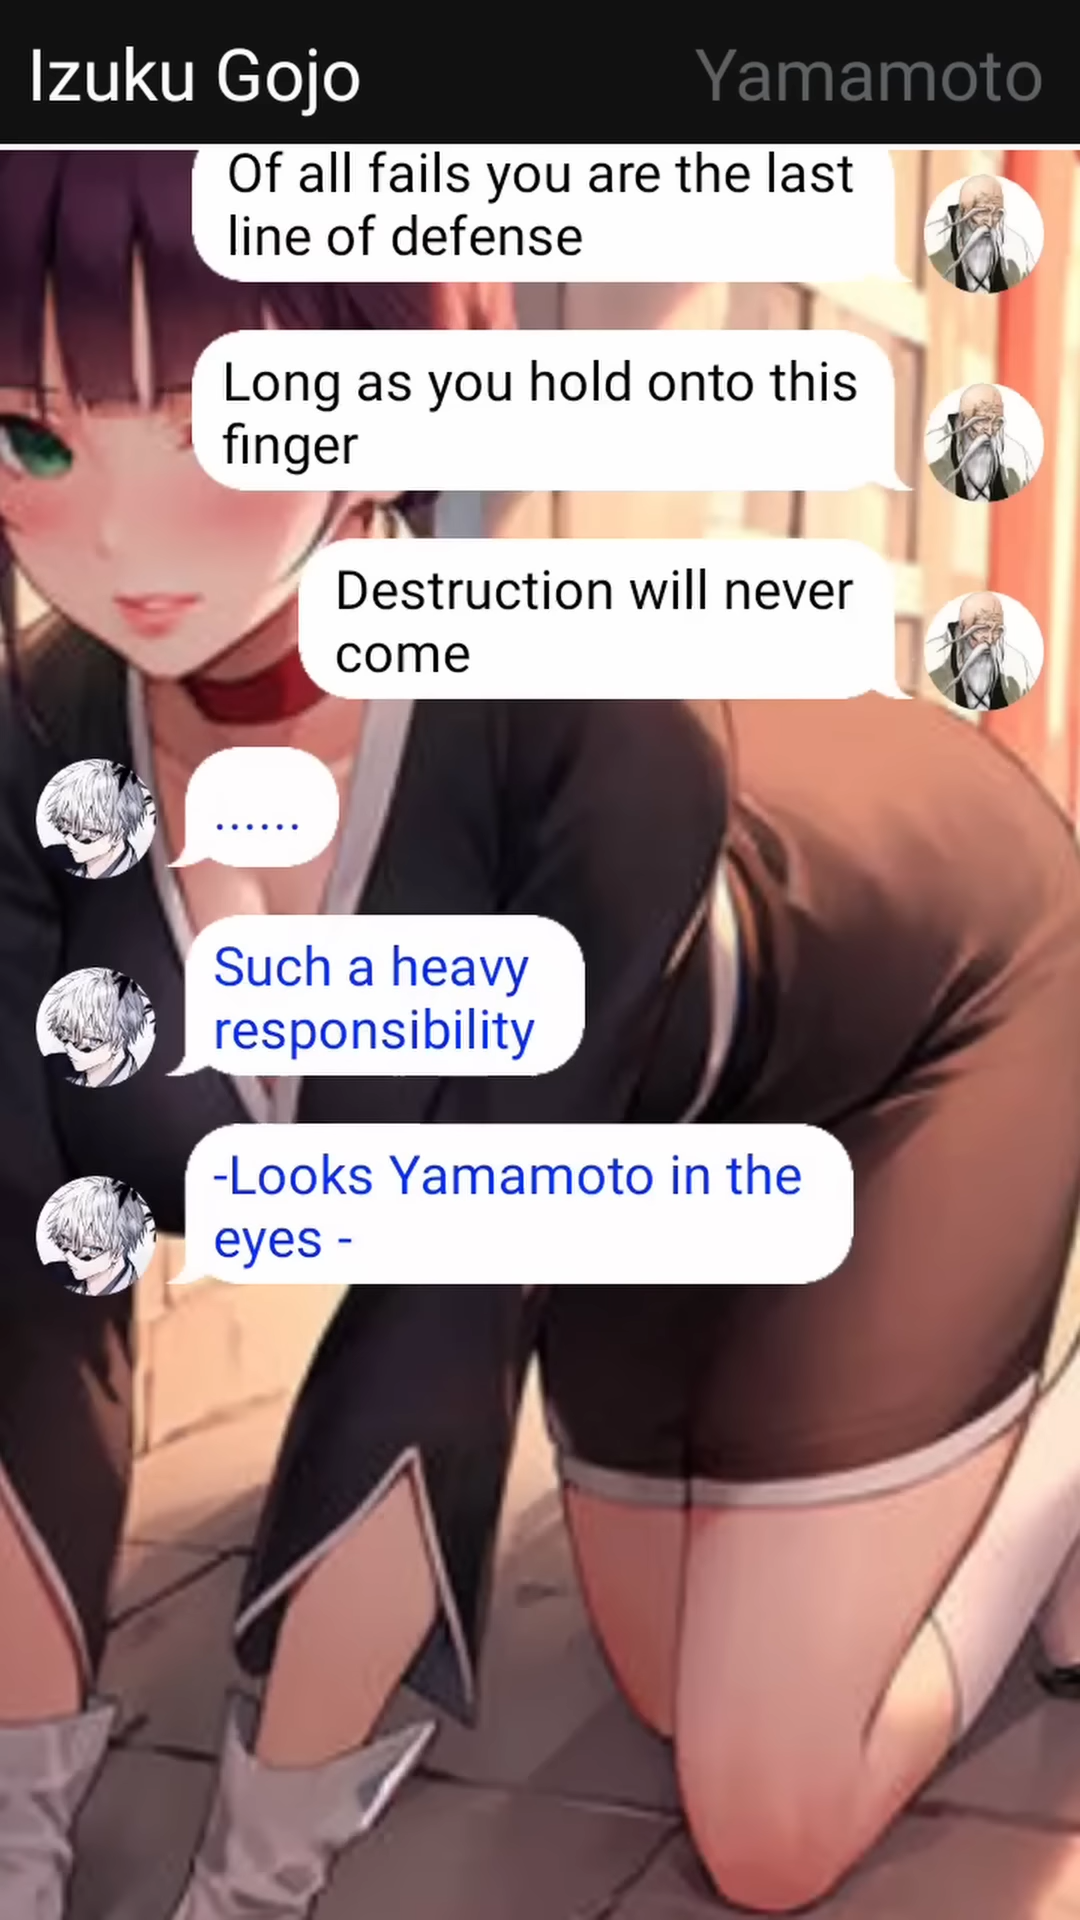 Izuku Gojo
Yamamoto
Of all fails you are the last
line of defense
Long as you hold onto this
finger
Destruction will never
come
......
Such a heavy
responsibility
-Looks Yamamoto in the
eyes -